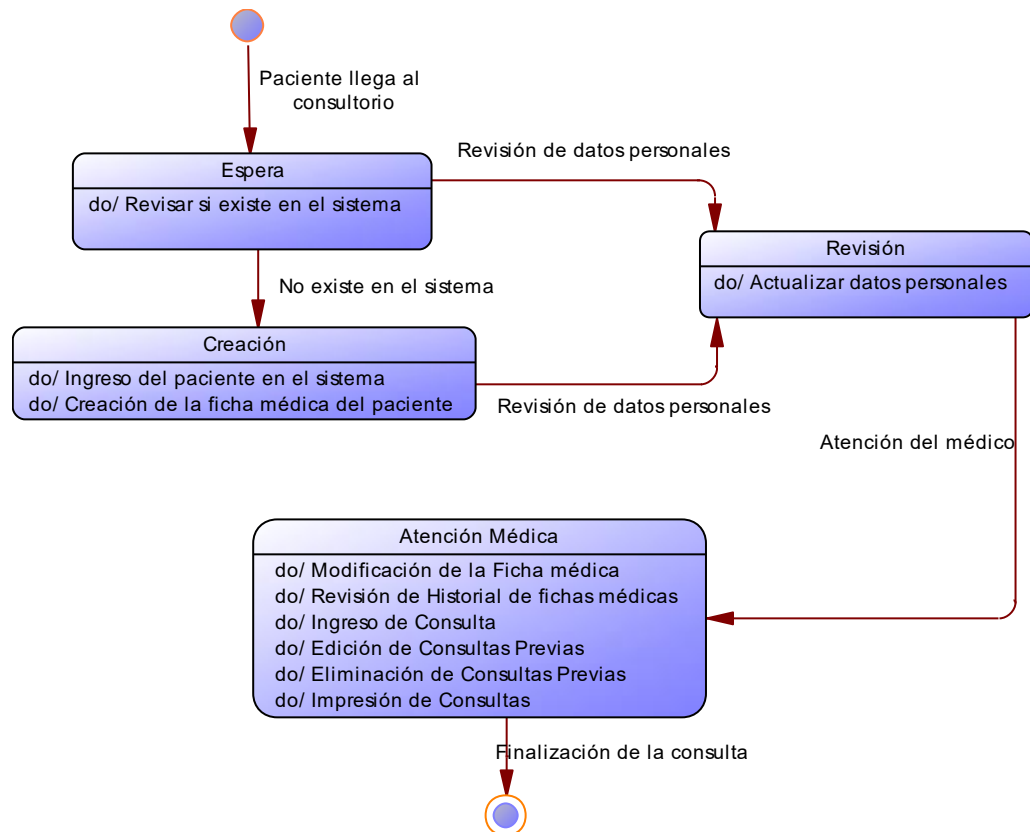 Paciente llega al
consultorio
Espera
do/ Revisar si existe en el sistema
Revisión de datos personales
Revisión
do/ Actualizar datos personales
No existe en el sistema
Creación
do/ Ingreso del paciente en el sistema
do/ Creación de la ficha médica del paciente
Revisión de datos personales
Atención del médico
Atención Médica
do/ Modificación de la Ficha médica
do/ Revisión de Historial de fichas médicas
do/ Ingreso de Consulta
do/ Edición de Consultas Previas
do/ Eliminación de Consultas Previas
do/ Impresión de Consultas
Finalización de la consulta